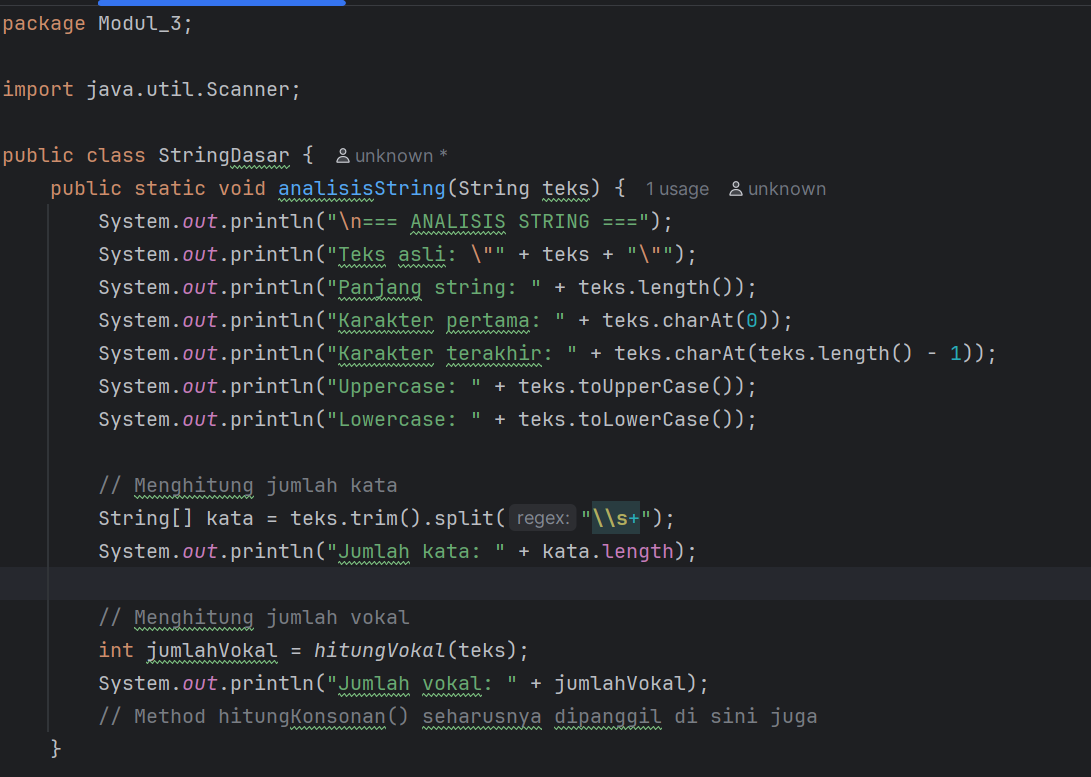 package Modul_3;
import java.util.Scanner;
public class StringDasar { unknown *
public static void analisisString(String teks) { 1 usage unknown
System.out.println("\n=== ANALISIS STRING ===");
System.out.println("Teks asli: \"" + teks + "\"");
System.out.println("Panjang string: " + teks.length());
System.out.println("Karakter pertama: " + teks.charAt(0));
System.out.println("Karakter terakhir: " + teks.charAt(teks.length() - 1));
System.out.println("Uppercase: " + teks.toUpperCase());
System.out.println("Lowercase: " + teks.toLowerCase());
// Menghitung jumlah kata
String[] kata = teks.trim().split( regex: "\\s+");
System.out.println("Jumlah kata: " + kata.length);
// Menghitung jumlah vokal
int jumlahVokal = hitungVokal(teks);
System.out.println("Jumlah vokal: " + jumlahVokal);
// Method hitungKonsonan() seharusnya dipanggil di sini juga
}